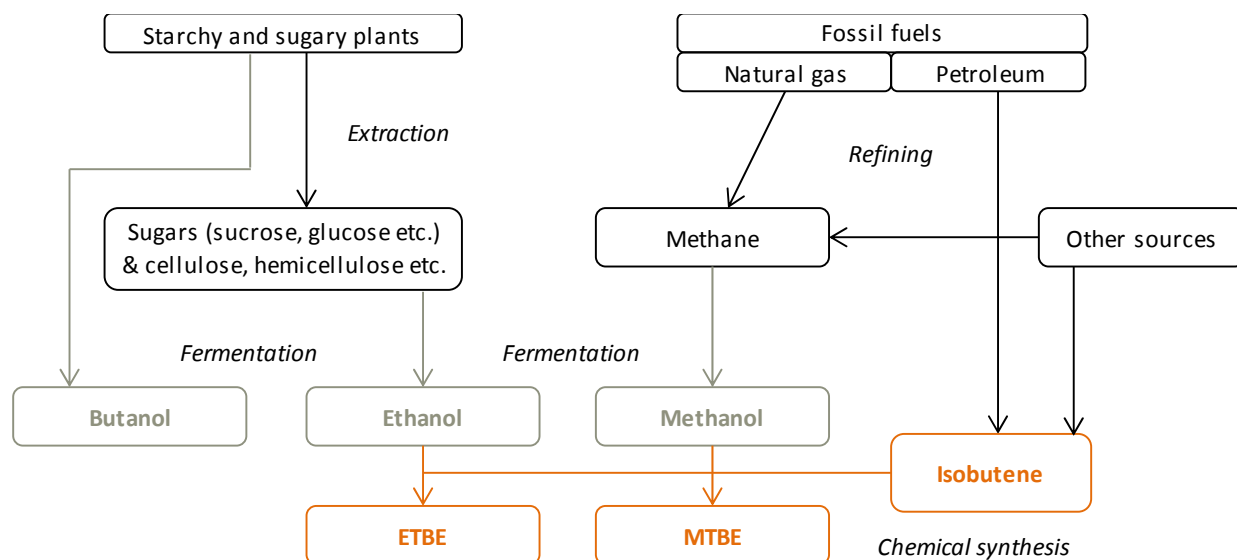 Starchy and sugary plants
Fossil fuels
Natural gas
Petroleum
Extraction
Refining
Sugars (sucrose, glucose etc.)
& cellulose, hemicellulose etc.
Methane
Other sources
Fermentation
Fermentation
Butanol
Ethanol
Methanol
Isobutene
ETBE
MTBE
Chemical synthesis